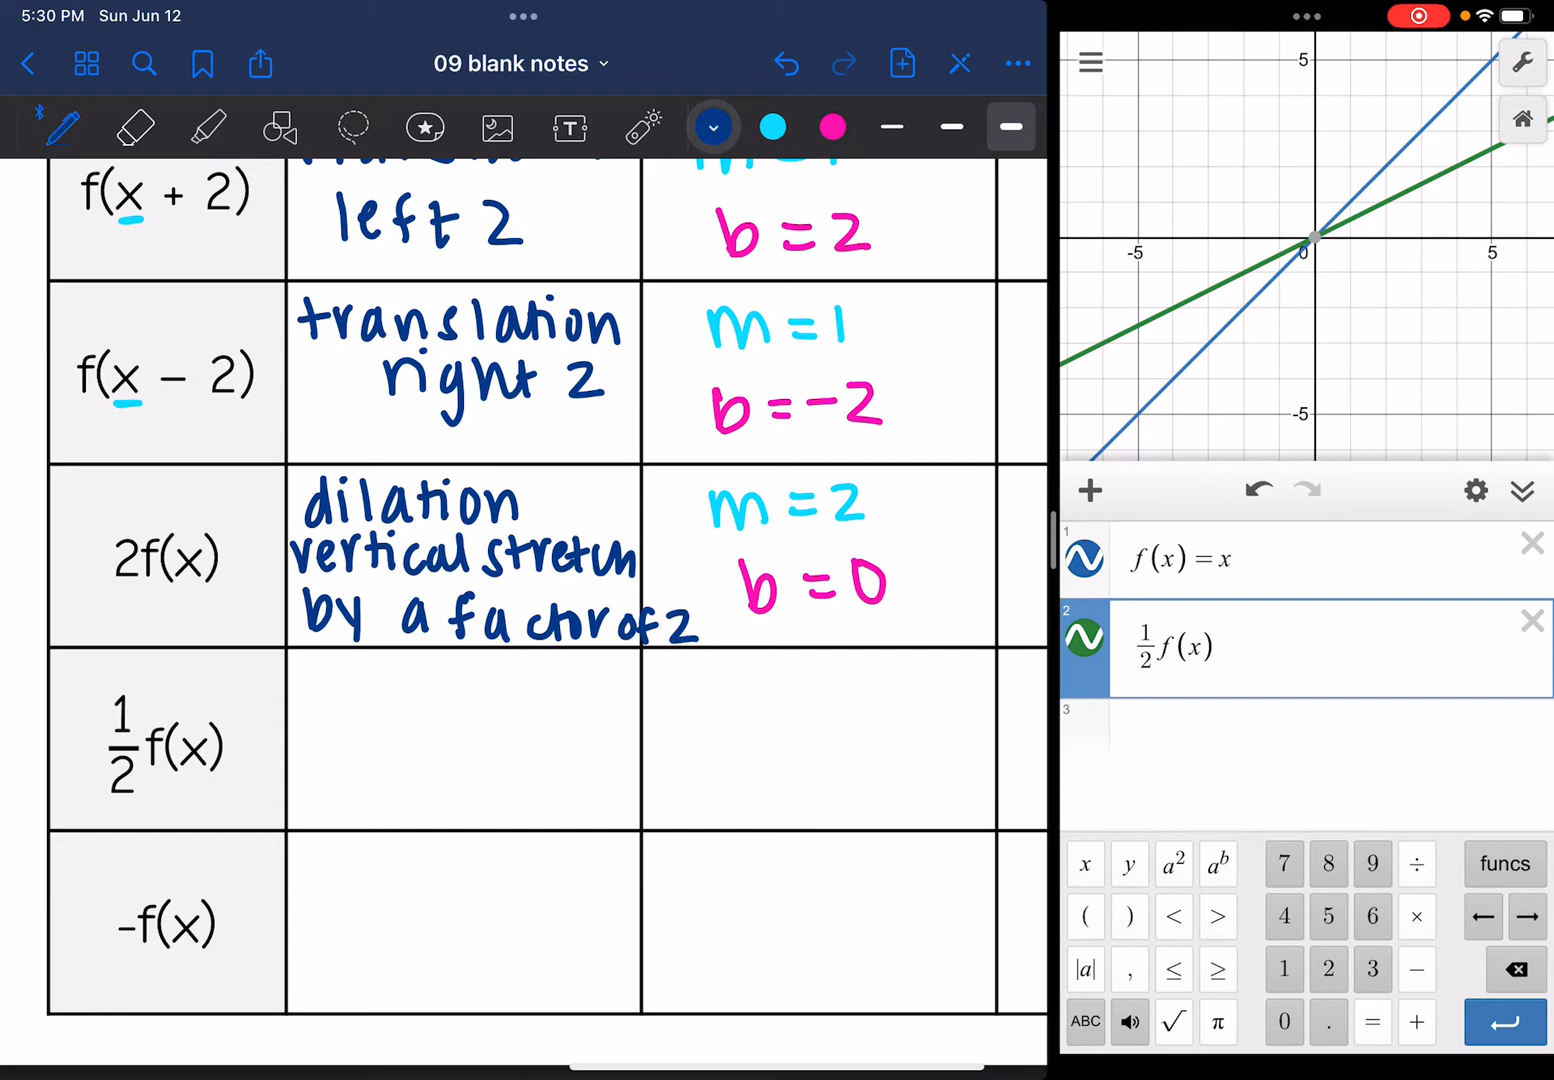 5:30 PM Sun Jun 12
09 blank notes
f(x + 2)
left 2
b = 2
f(x − 2)
translation
right 2
m = 1
b = -2
2f(x)
dilation
vertical stretch
by a factor of 2
m = 2
b = 0
1/2 f(x)
-f(x)
5
-5
0
5
-5
1
f(x) = x
2
1/2 f(x)
3
x y a² aᵇ 7 8 9 ÷ funcs
( ) < > 4 5 6 × ← →
|a| , ≤ ≥ 1 2 3 −
ABC √ π 0 . = +